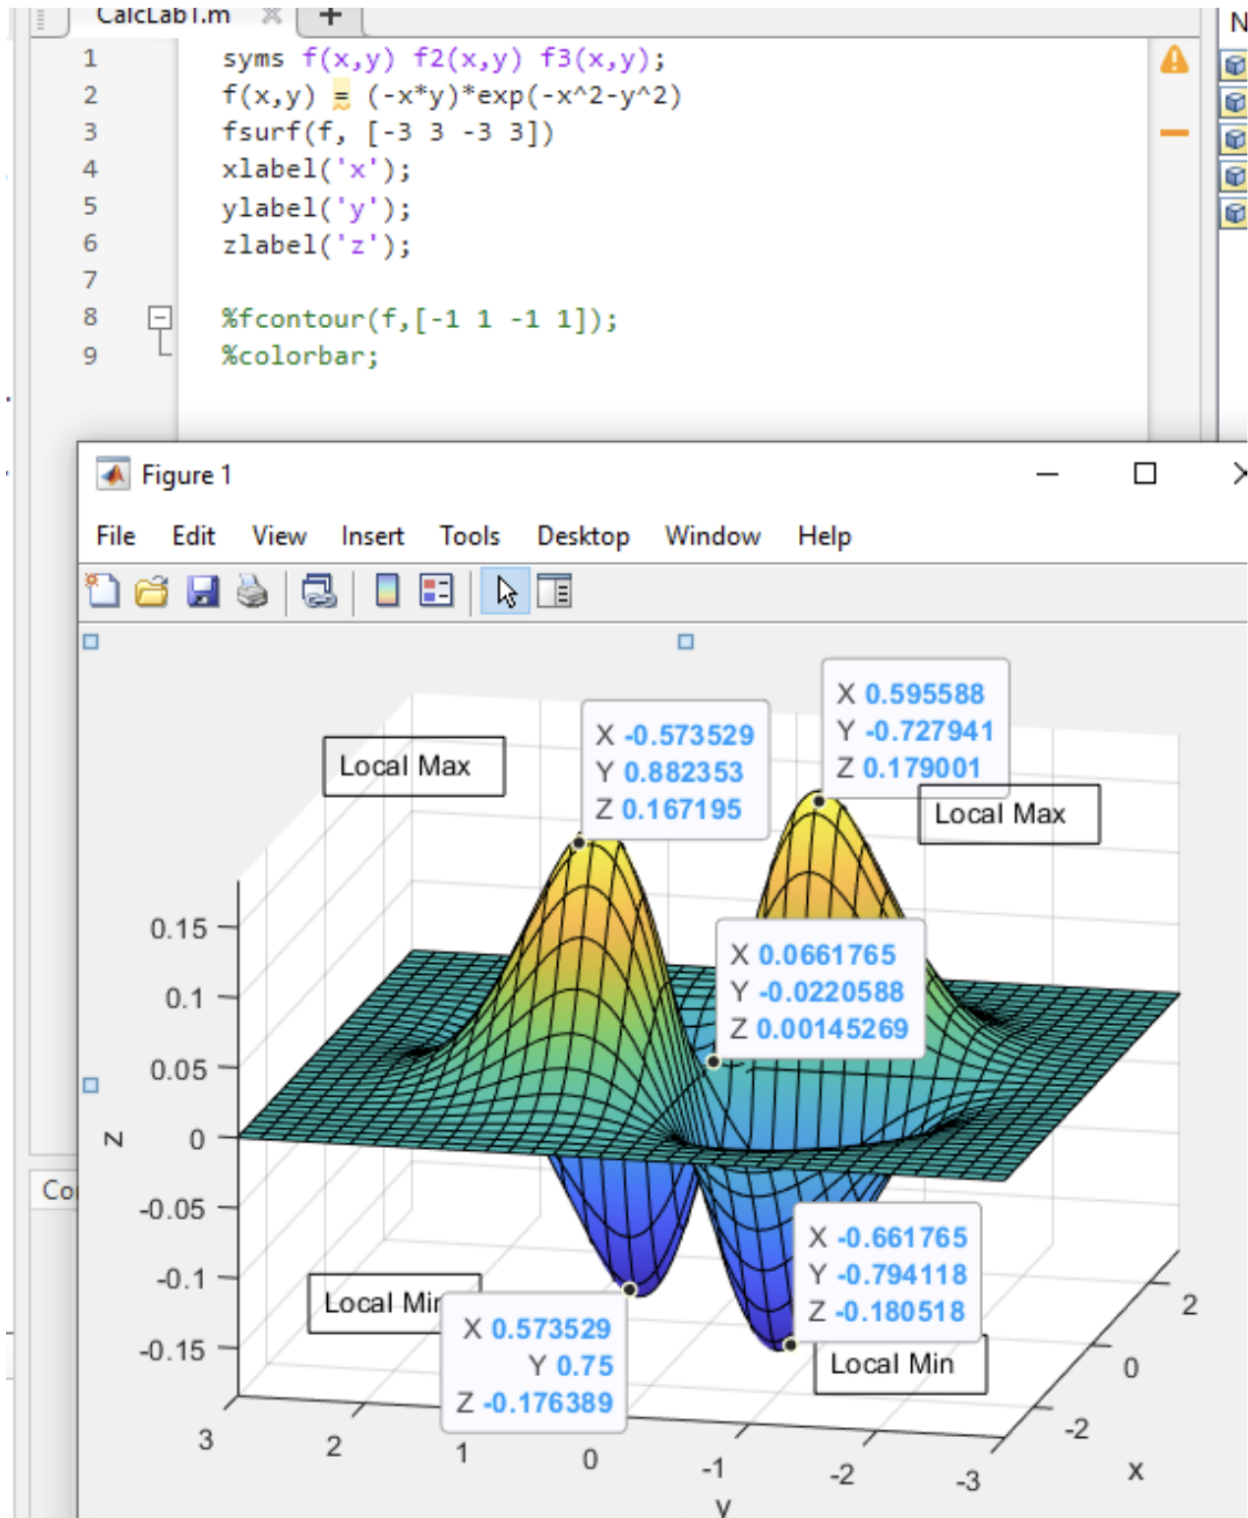 CalcLab1.m
N
1 syms f(x,y) f2(x,y) f3(x,y);
2 f(x,y) = (-x*y)*exp(-x^2-y^2)
3 fsurf(f, [-3 3 -3 3])
4 xlabel('x');
5 ylabel('y');
6 zlabel('z');
7
8 %fcontour(f,[-1 1 -1 1]);
9 %colorbar;
Figure 1
File Edit View Insert Tools Desktop Window Help
X 0.595588
Y -0.727941
Z 0.179001
X -0.573529
Y 0.882353
Z 0.167195
Local Max
Local Max
X 0.0661765
Y -0.0220588
Z 0.00145269
0.15
0.1
0.05
0
-0.05
-0.1
-0.15
z
Co
X -0.661765
Y -0.794118
Z -0.180518
Local Min
Local Min
X 0.573529
Y 0.75
Z -0.176389
3
2
1
0
-1
-2
-3
y
2
0
-2
x